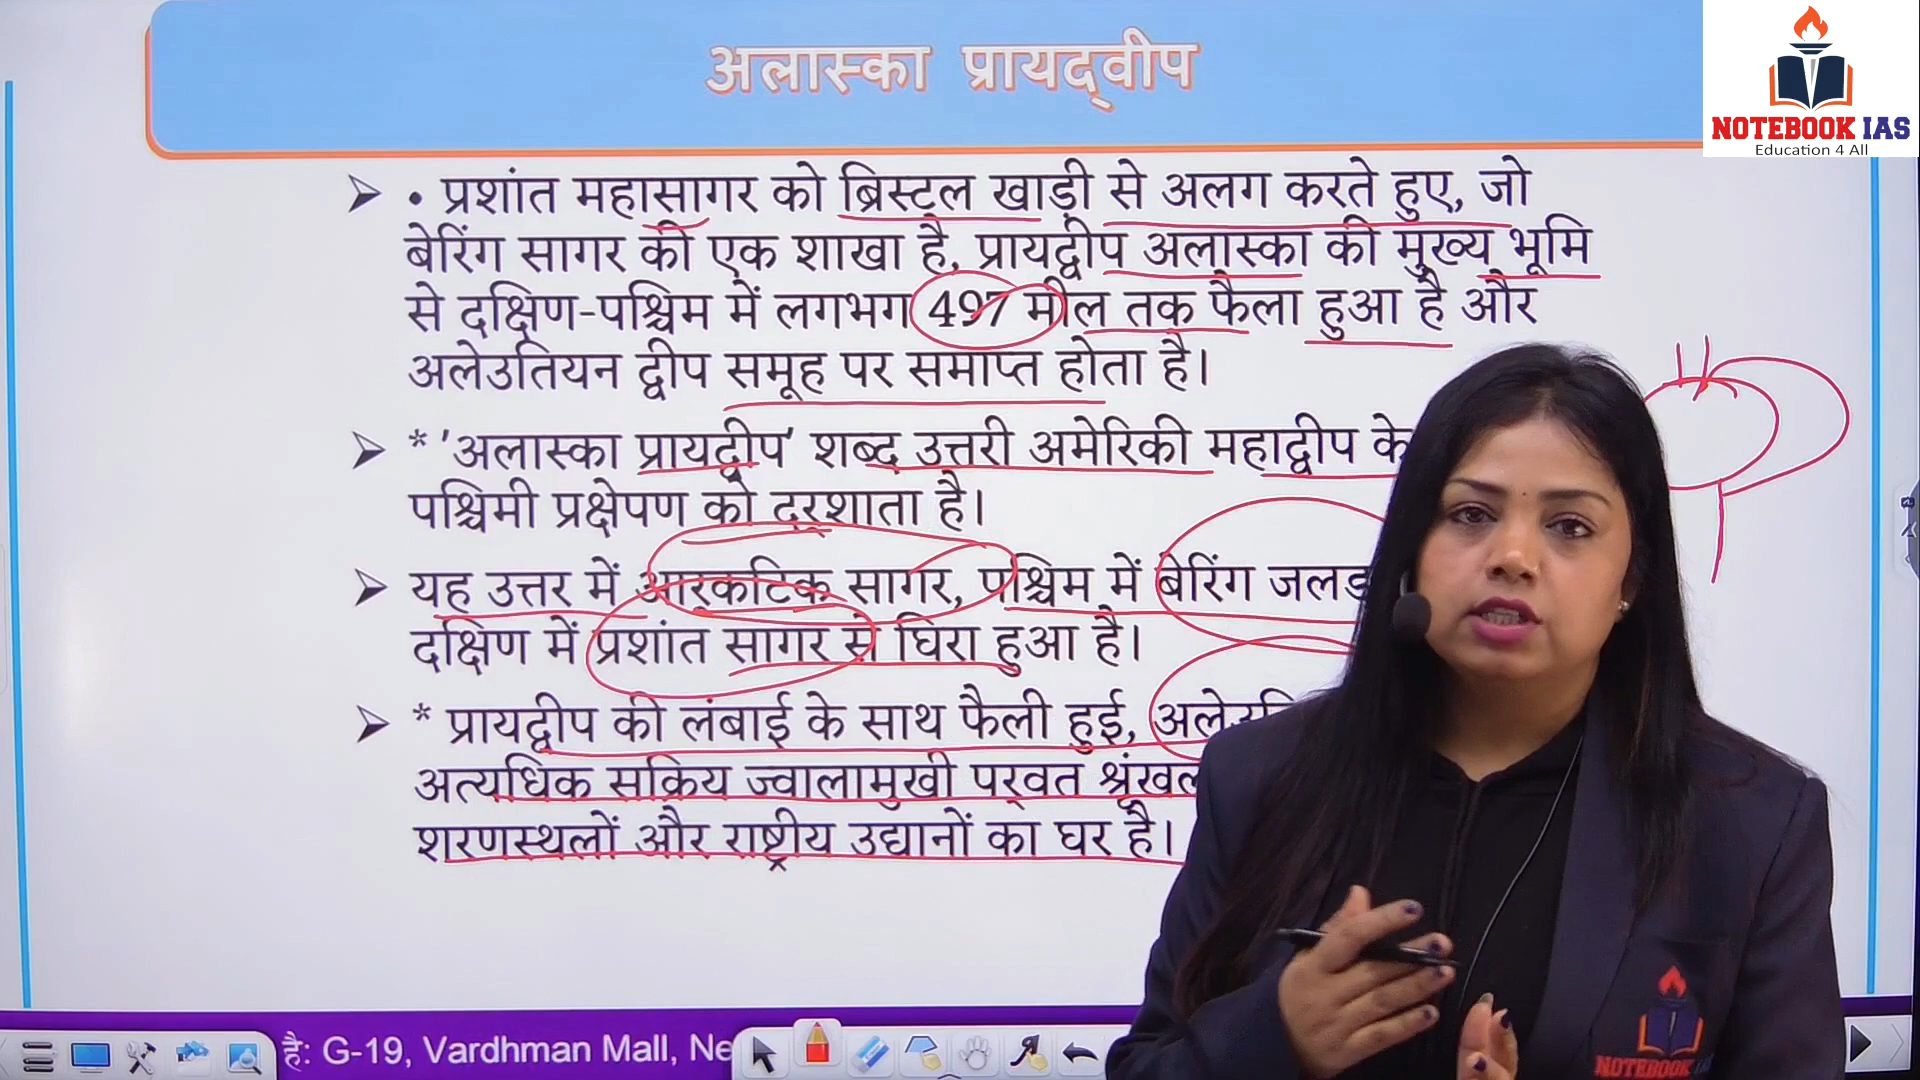 अलास्का प्रायद्वीप
NOTEBOOK IAS
Education 4 All
➢ • प्रशांत महासागर को ब्रिस्टल खाड़ी से अलग करते हुए, जो
बेरिंग सागर की एक शाखा है, प्रायद्वीप अलास्का की मुख्य भूमि
से दक्षिण-पश्चिम में लगभग 497 मील तक फैला हुआ है और
अलेउतियन द्वीप समूह पर समाप्त होता है।
➢ * 'अलास्का प्रायद्वीप' शब्द उत्तरी अमेरिकी महाद्वीप के
पश्चिमी प्रक्षेपण को दर्शाता है।
➢ यह उत्तर में आर्कटिक सागर, पश्चिम में बेरिंग
दक्षिण में प्रशांत सागर से घिरा हुआ है।
➢ * प्रायद्वीप की लंबाई के साथ फैली हुई,
अत्यधिक सक्रिय ज्वालामुखी पर्वत
शरणस्थलों और राष्ट्रीय उद्यानों का घर है।
है: G-19, Vardhman Mall,
NOTEBOOK